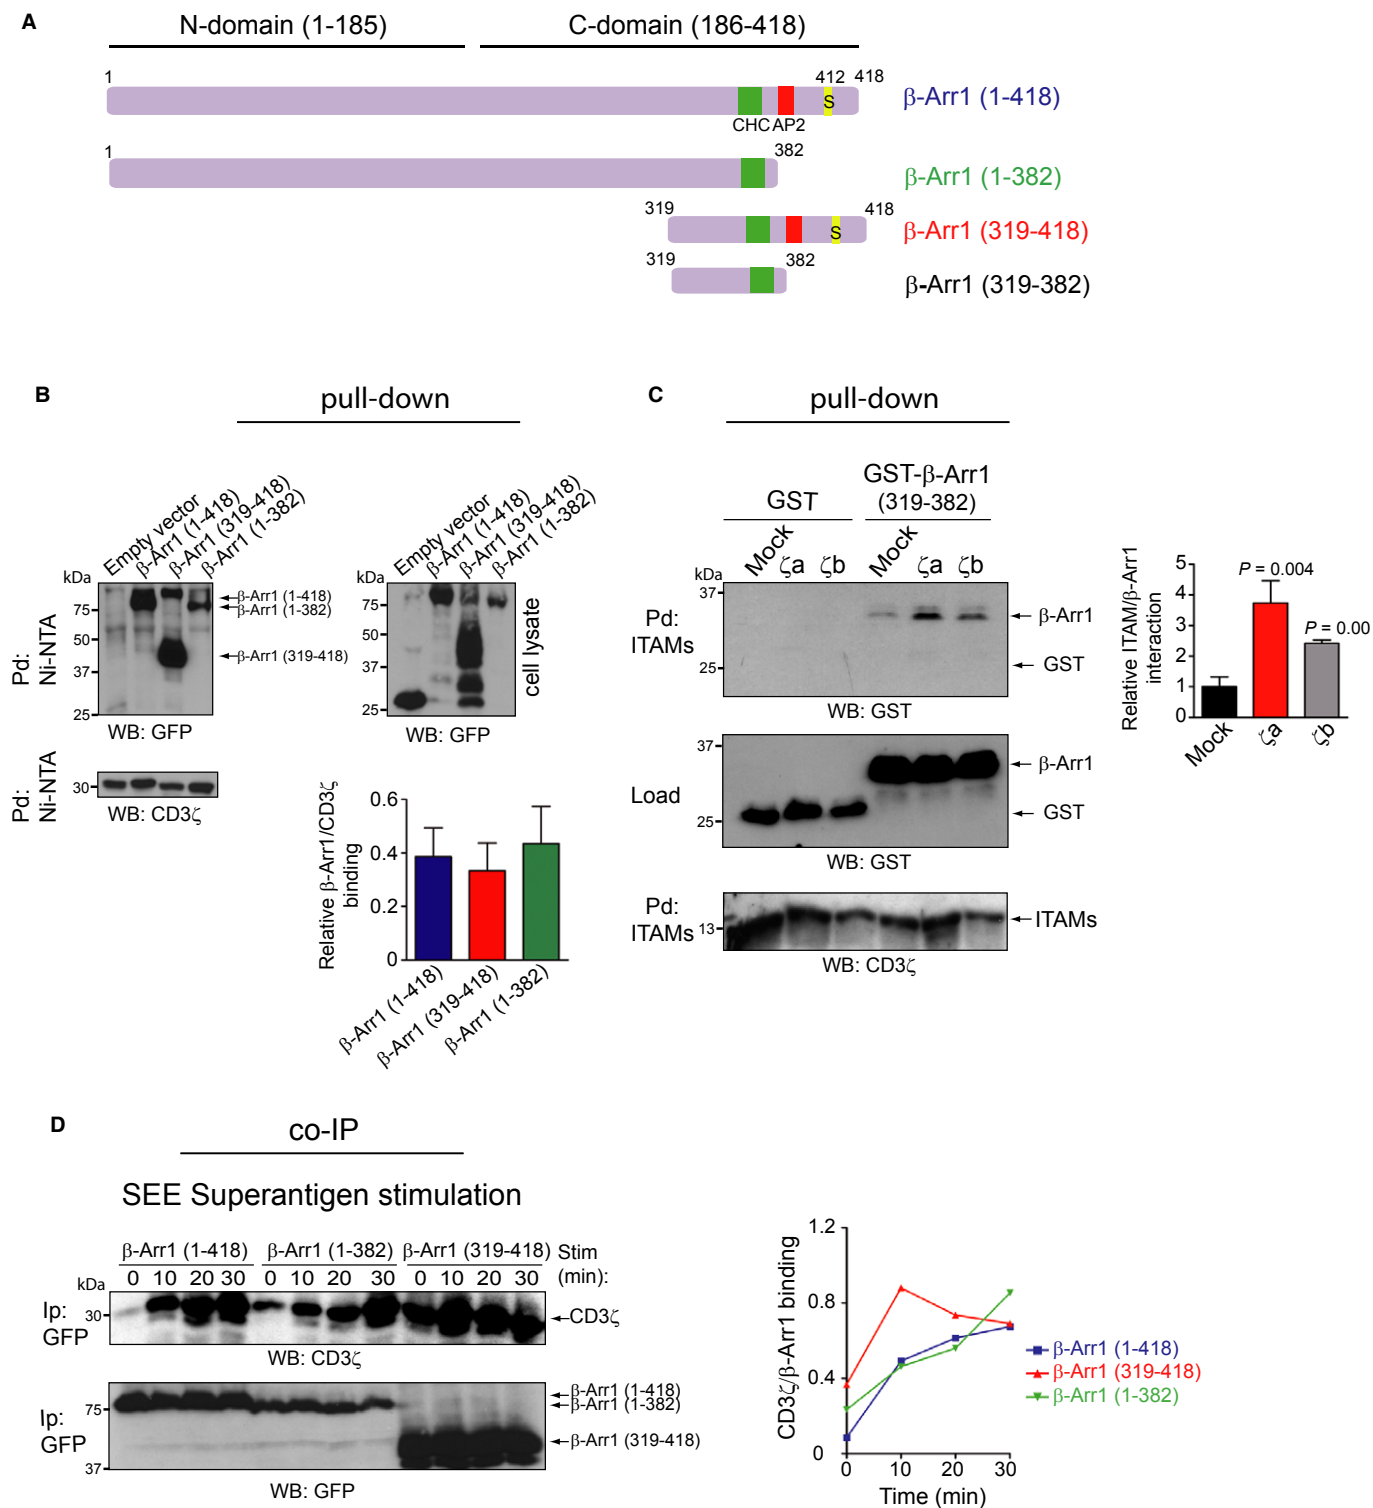 A
N-domain (1-185)
C-domain (186-418)
1
412
418
S
β-Arr1 (1-418)
CHC
AP2
1
382
β-Arr1 (1-382)
319
418
S
β-Arr1 (319-418)
319
382
β-Arr1 (319-382)
B
pull-down
Empty vector
β-Arr1 (1-418)
β-Arr1 (319-418)
β-Arr1 (1-382)
kDa
75
50
37
25
Pd:
Ni-NTA
β-Arr1 (1-418)
β-Arr1 (1-382)
β-Arr1 (319-418)
WB: GFP
Empty vector
β-Arr1 (1-418)
β-Arr1 (319-418)
β-Arr1 (1-382)
kDa
75
50
37
25
cell lysate
WB: GFP
Pd:
Ni-NTA
30
WB: CD3ζ
Relative β-Arr1/CD3ζ
binding
0.6
0.4
0.2
0
β-Arr1 (1-418)
β-Arr1 (319-418)
β-Arr1 (1-382)
C
pull-down
GST
GST-β-Arr1
(319-382)
Mock
ζa
ζb
Mock
ζa
ζb
kDa
37
25
Pd:
ITAMs
β-Arr1
GST
WB: GST
Load
37
25
β-Arr1
GST
WB: GST
Pd:
ITAMs
13
ITAMs
WB: CD3ζ
Relative ITAM/β-Arr1
interaction
5
4
3
2
1
0
P = 0.004
P = 0.00
Mock
ζa
ζb
D
co-IP
SEE Superantigen stimulation
β-Arr1 (1-418)
β-Arr1 (1-382)
β-Arr1 (319-418)
Stim
(min):
0 10 20 30 0 10 20 30 0 10 20 30
kDa
Ip:
GFP
30
CD3ζ
WB: CD3ζ
Ip:
GFP
75
37
β-Arr1 (1-418)
β-Arr1 (1-382)
β-Arr1 (319-418)
WB: GFP
CD3ζ/β-Arr1 binding
1.2
0.8
0.4
0
0 10 20 30
Time (min)
β-Arr1 (1-418)
β-Arr1 (319-418)
β-Arr1 (1-382)